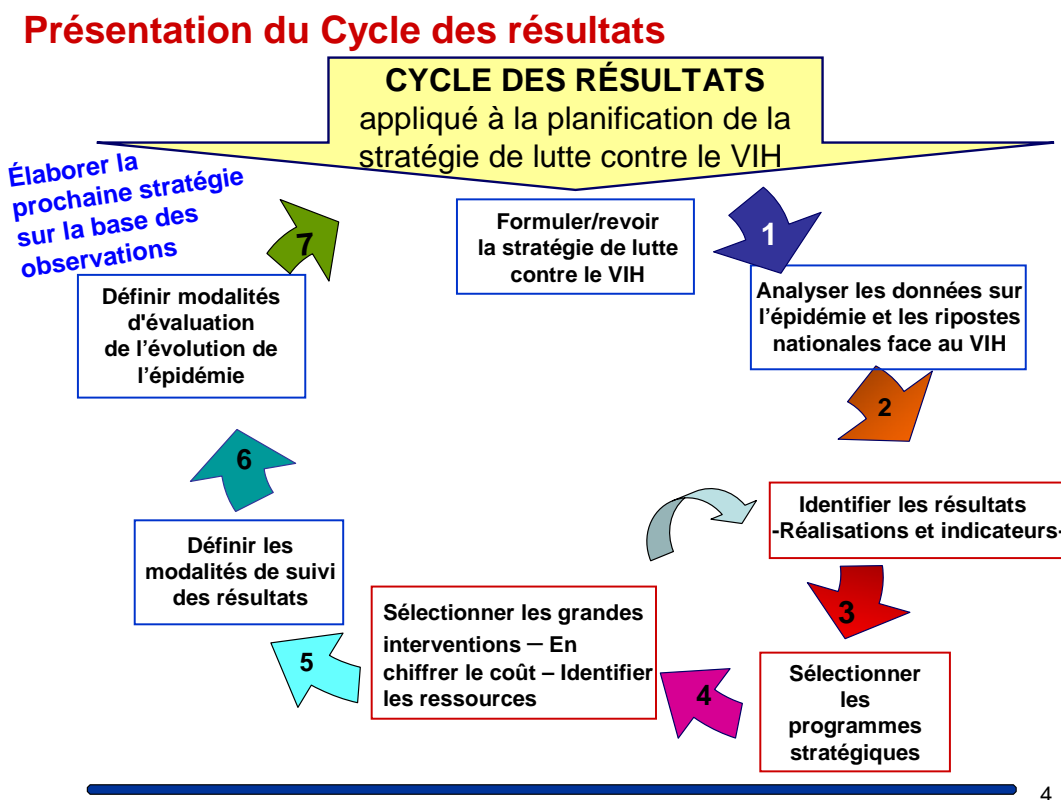 Présentation du Cycle des résultats
CYCLE DES RÉSULTATS
appliqué à la planification de la
stratégie de lutte contre le VIH
Élaborer la
prochaine stratégie
sur la base des
observations
Formuler/revoir
la stratégie de lutte
contre le VIH
1
Analyser les données sur
l’épidémie et les ripostes
nationales face au VIH
2
Identifier les résultats
-Réalisations et indicateurs-
3
Sélectionner
les
programmes
stratégiques
4
Sélectionner les grandes
interventions – En
chiffrer le coût – Identifier
les ressources
5
Définir les
modalités de suivi
des résultats
6
Définir modalités
d'évaluation
de l’évolution de
l’épidémie
7
4